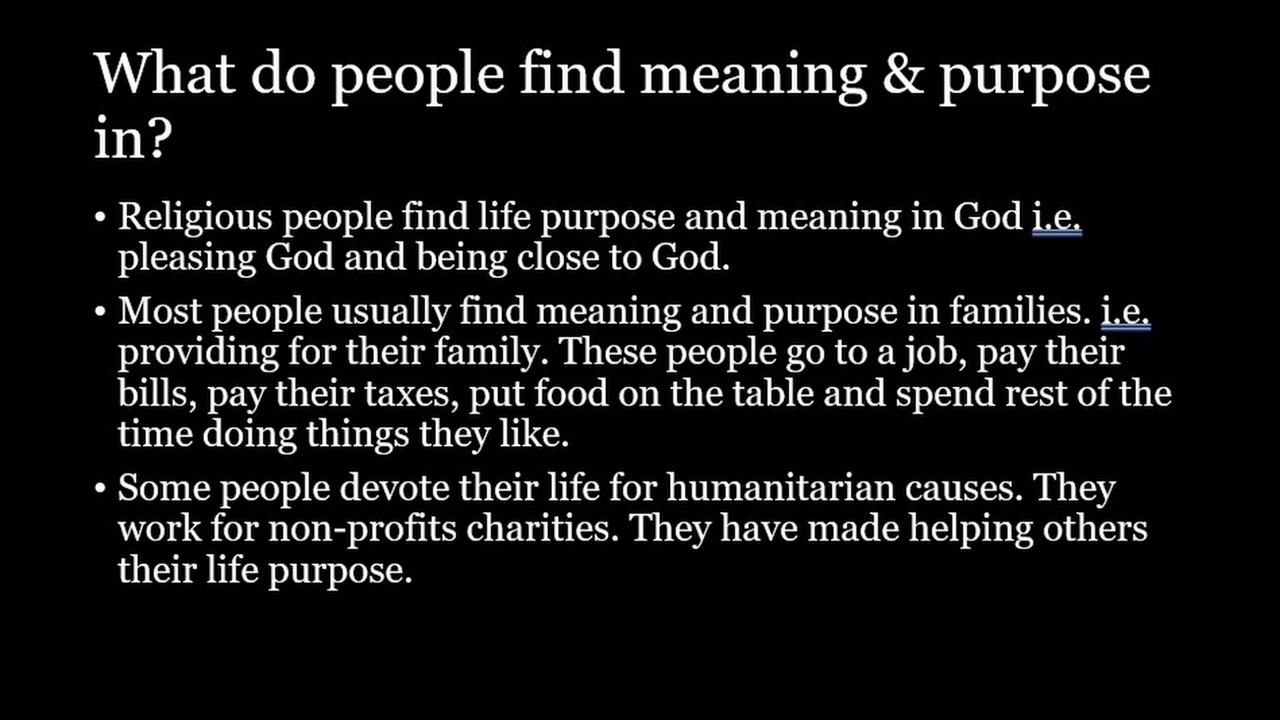 What do people find meaning & purpose
in?
• Religious people find life purpose and meaning in God i.e.
pleasing God and being close to God.
• Most people usually find meaning and purpose in families. i.e.
providing for their family. These people go to a job, pay their
bills, pay their taxes, put food on the table and spend rest of the
time doing things they like.
• Some people devote their life for humanitarian causes. They
work for non-profits charities. They have made helping others
their life purpose.